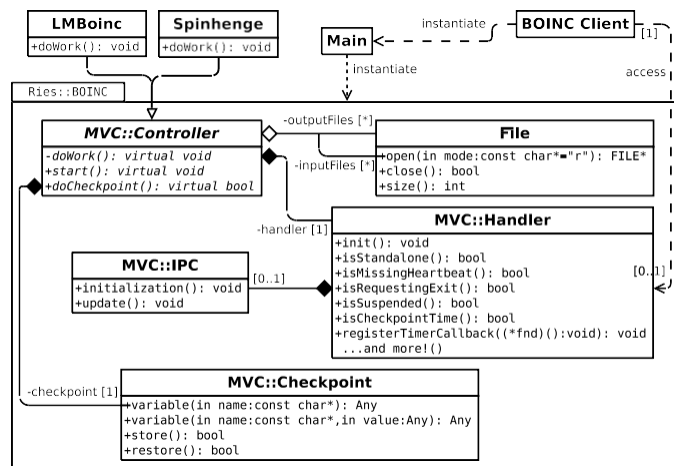 LMBoinc
+doWork(): void
Spinhenge
+doWork(): void
Main
instantiate
BOINC Client
[1]
instantiate
access
Ries::BOINC
MVC::Controller
-doWork(): virtual void
+start(): virtual void
+doCheckpoint(): virtual bool
-outputFiles [*]
-inputFiles [*]
File
+open(in mode:const char*="r"): FILE*
+close(): bool
+size(): int
-handler [1]
MVC::Handler
+init(): void
+isStandalone(): bool
+isMissingHeartbeat(): bool
+isRequestingExit(): bool
+isSuspended(): bool
+isCheckpointTime(): bool
+registerTimerCallback((*fnd)():void): void
...and more!()
[0..1]
MVC::IPC
+initialization(): void
+update(): void
[0..1]
-checkpoint [1]
MVC::Checkpoint
+variable(in name:const char*): Any
+variable(in name:const char*,in value:Any): Any
+store(): bool
+restore(): bool